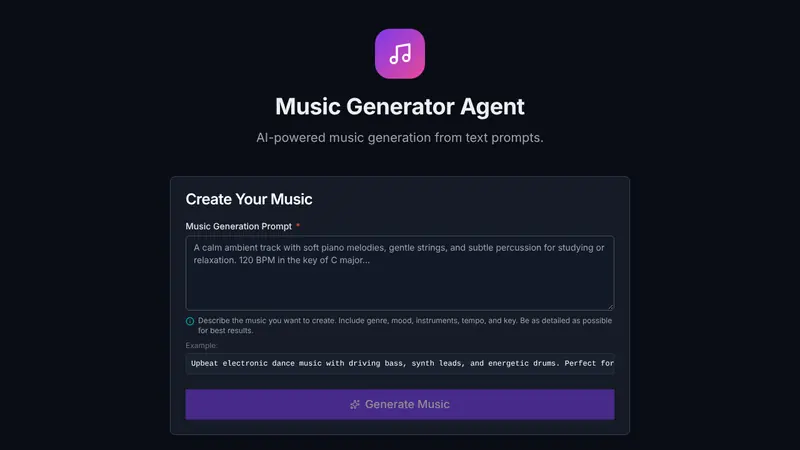 Music Generator Agent
AI-powered music generation from text prompts.
Create Your Music
Music Generation Prompt *
A calm ambient track with soft piano melodies, gentle strings, and subtle percussion for studying or
relaxation. 120 BPM in the key of C major...
Describe the music you want to create. Include genre, mood, instruments, tempo, and key. Be as detailed as possible
for best results.
Example:
Upbeat electronic dance music with driving bass, synth leads, and energetic drums. Perfect for
Generate Music